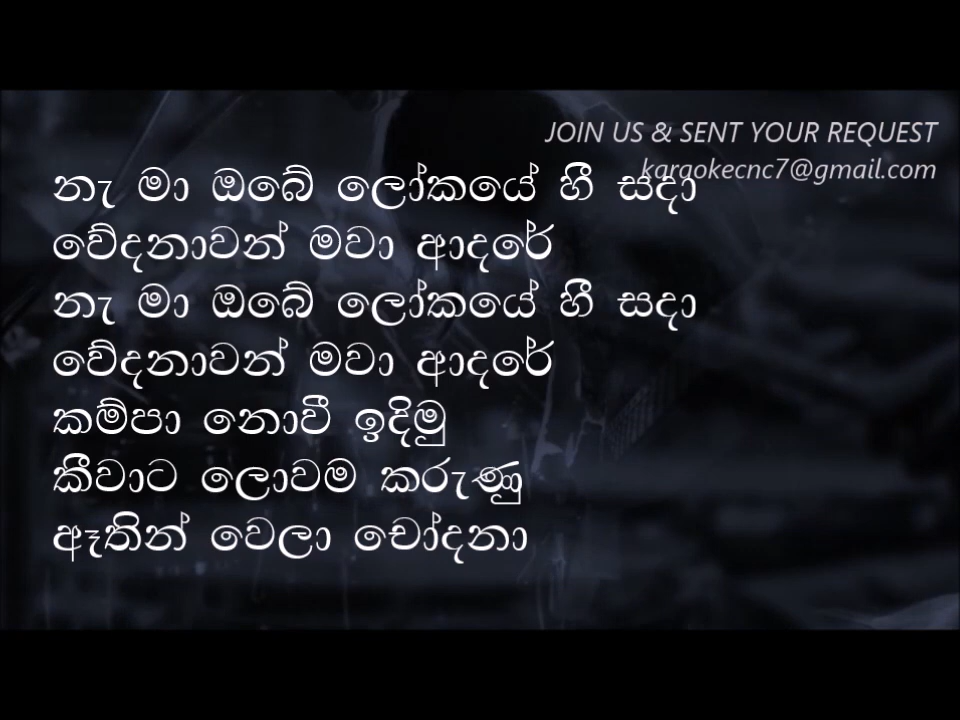 JOIN US & SENT YOUR REQUEST
karaokecnc7@gmail.com
නෑ මා ඔබේ ලෝකයේ හී සදා
වේදනාවන් මවා ආදරේ
නෑ මා ඔබේ ලෝකයේ හී සදා
වේදනාවන් මවා ආදරේ
කම්පා නොවී ඉදිමු
කීවාට ලොවම කරුණු
ඈතින් වෙලා චෝදනා